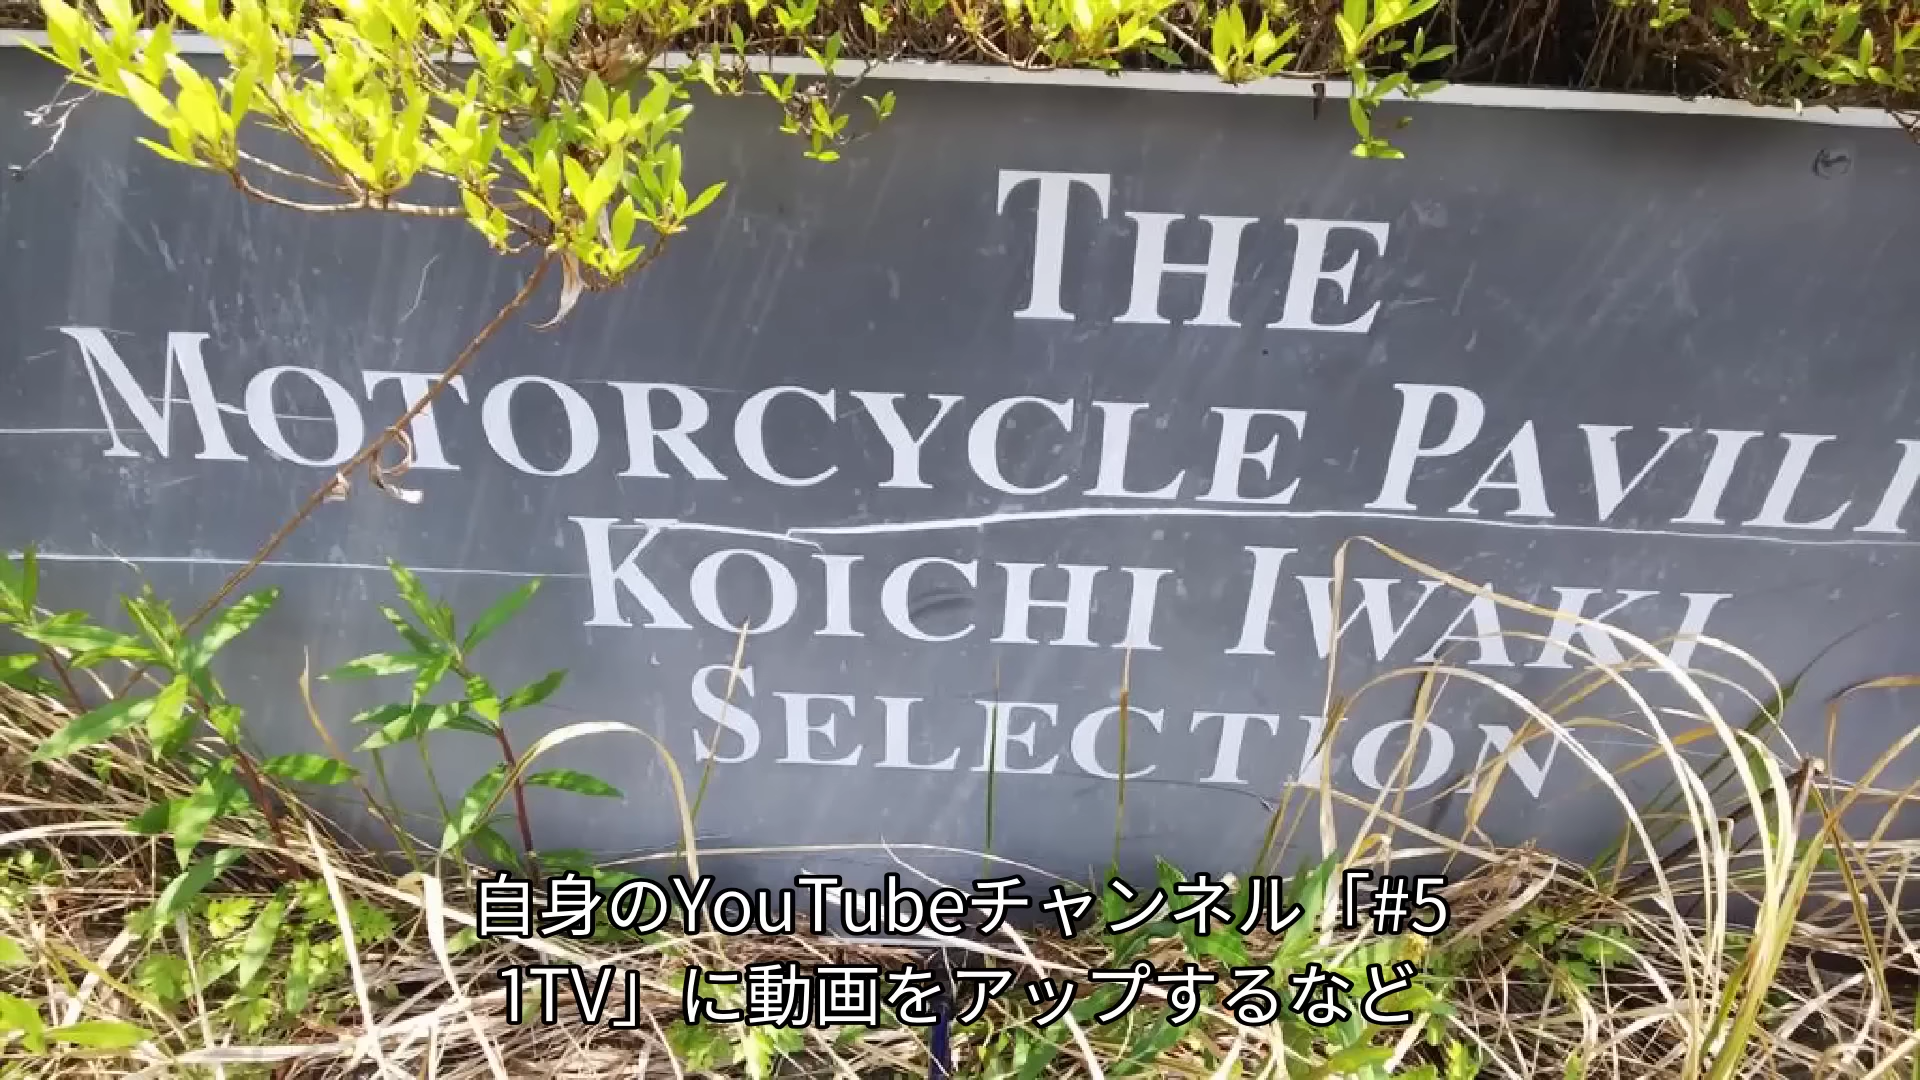 THE
MOTORCYCLE PAVILI
KOICHI IWAKI
SELECTION
自身のYouTubeチャンネル「#5
1TV」に動画をアップするなど